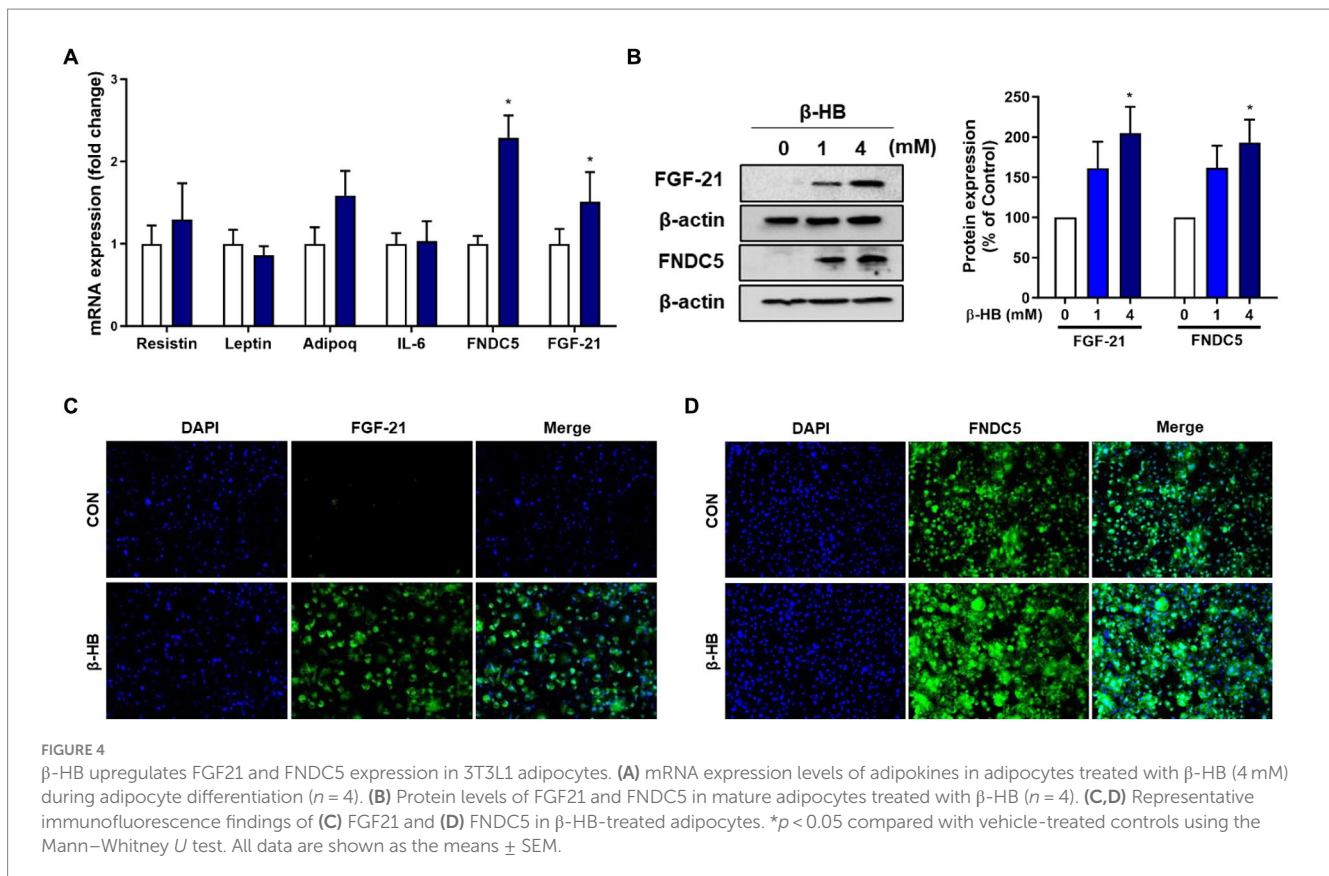 A
mRNA expression (fold change)
3
2
1
0
*
*
Resistin Leptin Adipoq IL-6 FNDC5 FGF-21
B
β-HB
0 1 4 (mM)
FGF-21
β-actin
FNDC5
β-actin
Protein expression
(% of Control)
250
200
150
100
50
0
*
*
β-HB (mM) 0 1 4 0 1 4
FGF-21 FNDC5
C
DAPI FGF-21 Merge
CON
β-HB
D
DAPI FNDC5 Merge
CON
β-HB
FIGURE 4
β-HB upregulates FGF21 and FNDC5 expression in 3T3L1 adipocytes. (A) mRNA expression levels of adipokines in adipocytes treated with β-HB (4 mM)
during adipocyte differentiation (n = 4). (B) Protein levels of FGF21 and FNDC5 in mature adipocytes treated with β-HB (n = 4). (C,D) Representative
immunofluorescence findings of (C) FGF21 and (D) FNDC5 in β-HB-treated adipocytes. *p < 0.05 compared with vehicle-treated controls using the
Mann–Whitney U test. All data are shown as the means ± SEM.